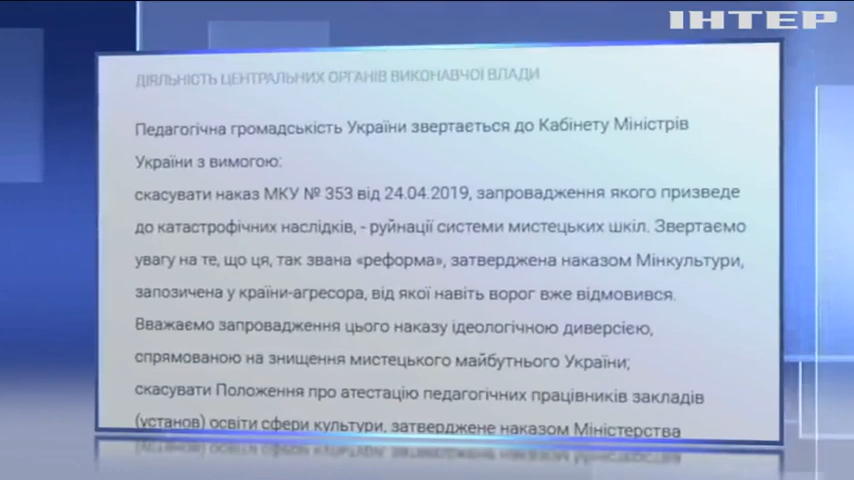 ІНТЕР
ДІЯЛЬНІСТЬ ЦЕНТРАЛЬНИХ ОРГАНІВ ВИКОНАВЧОЇ ВЛАДИ
Педагогічна громадськість України звертається до Кабінету Міністрів
України з вимогою:
скасувати наказ МКУ № 353 від 24.04.2019, запровадження якого призведе
до катастрофічних наслідків, - руйнації системи мистецьких шкіл. Звертаємо
увагу на те, що ця, так звана «реформа», затверджена наказом Мінкультури,
запозичена у країни-агресора, від якої навіть ворог вже відмовився.
Вважаємо запровадження цього наказу ідеологічною диверсією,
спрямованою на знищення мистецького майбутнього України;
скасувати Положення про атестацію педагогічних працівників закладів
(установ) освіти сфери культури, затверджене наказом Міністерства